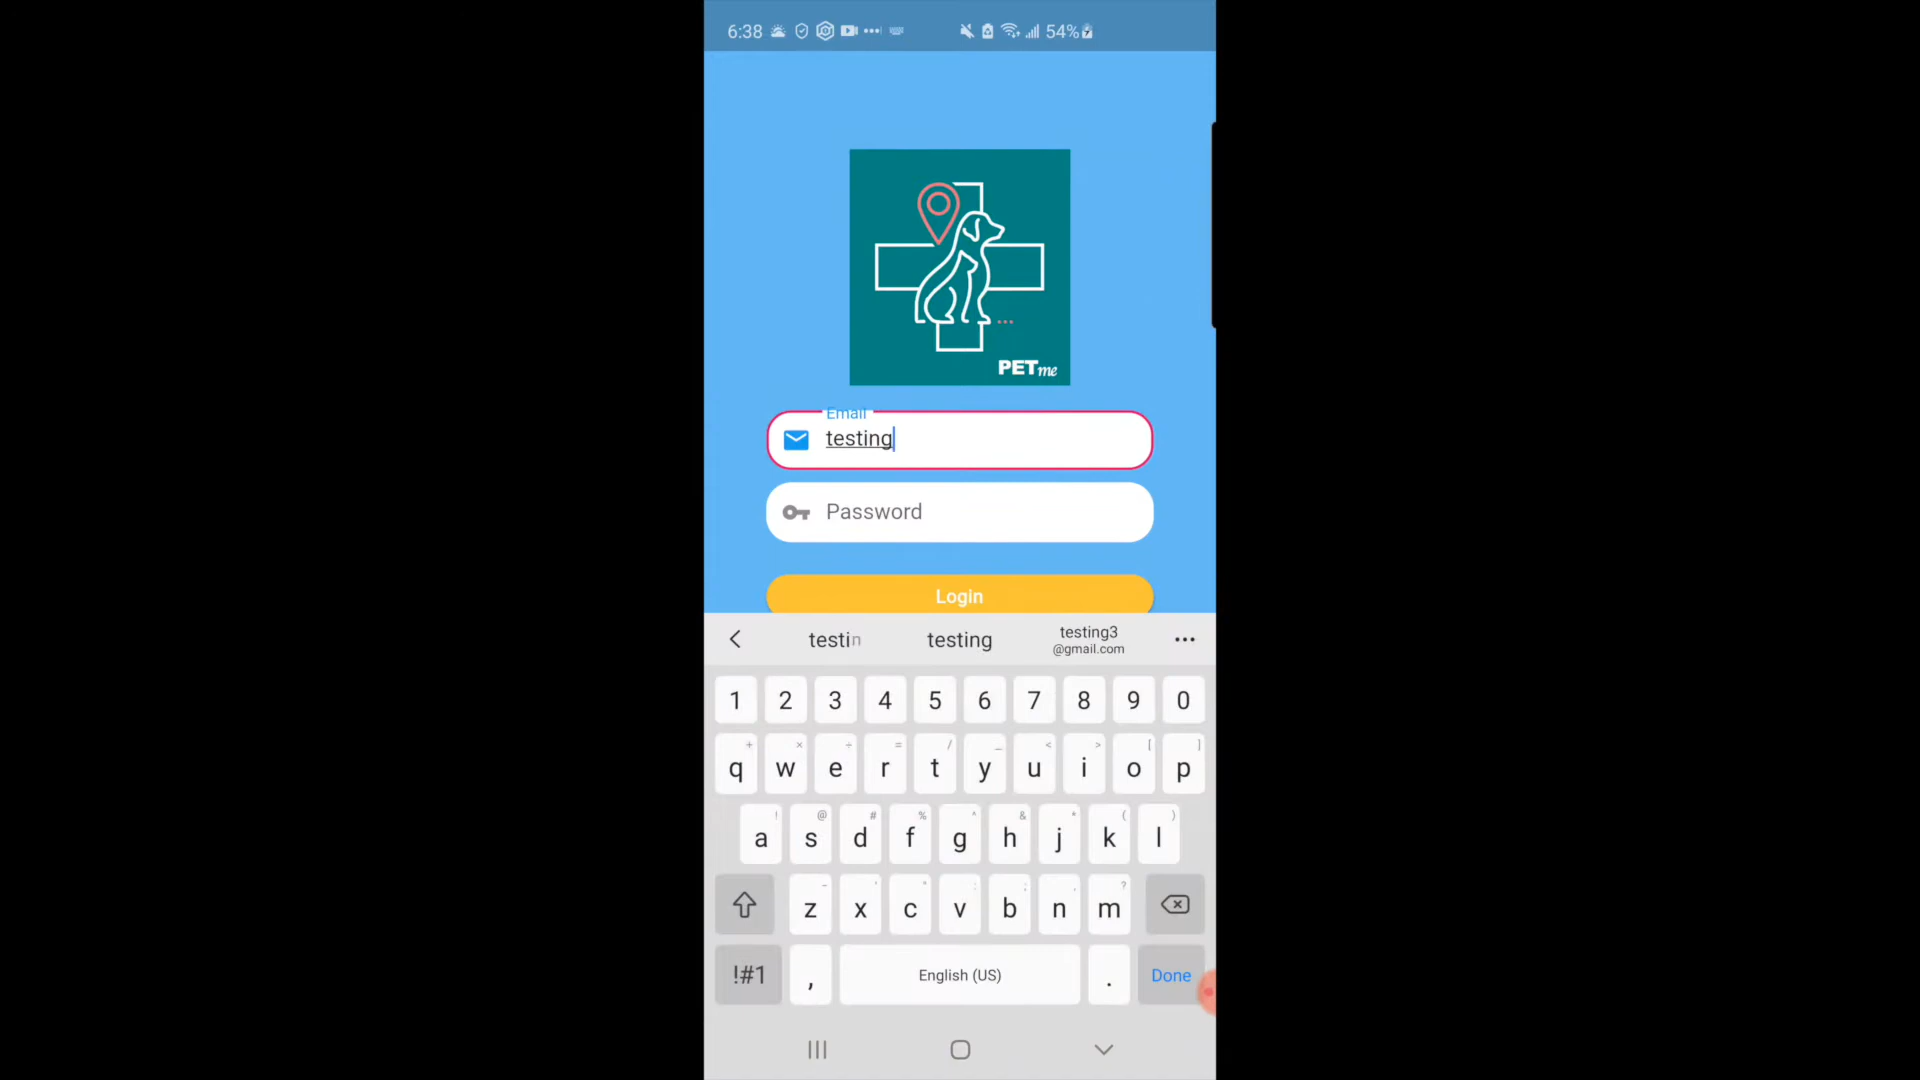 6:38 54%
PETme
Email
testing
Password
Login
testin testing testing3
@gmail.com
1 2 3 4 5 6 7 8 9 0
+ × ÷ = / _ < > [ ]
q w e r t y u i o p
! @ # % ^ & * ( )
a s d f g h j k l
- ' " : ; , ?
z x c v b n m
!#1 , English (US) . Done